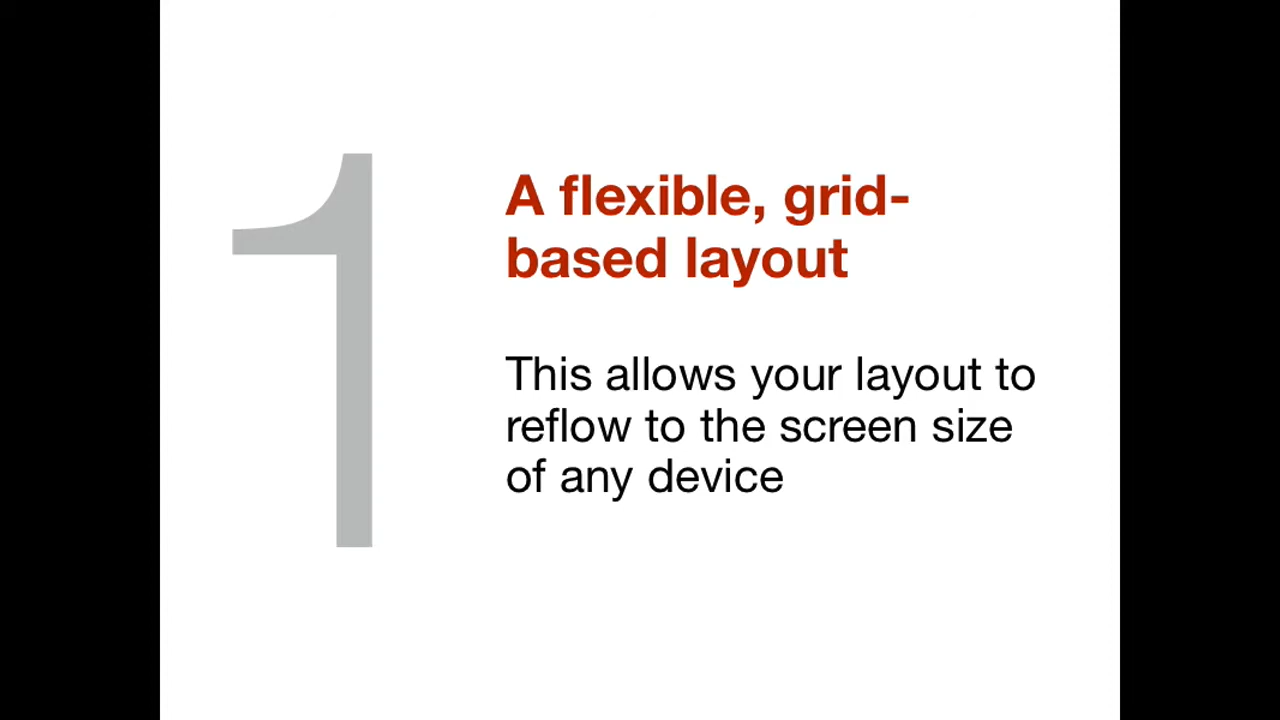 1
A flexible, grid-
based layout
This allows your layout to
reflow to the screen size
of any device